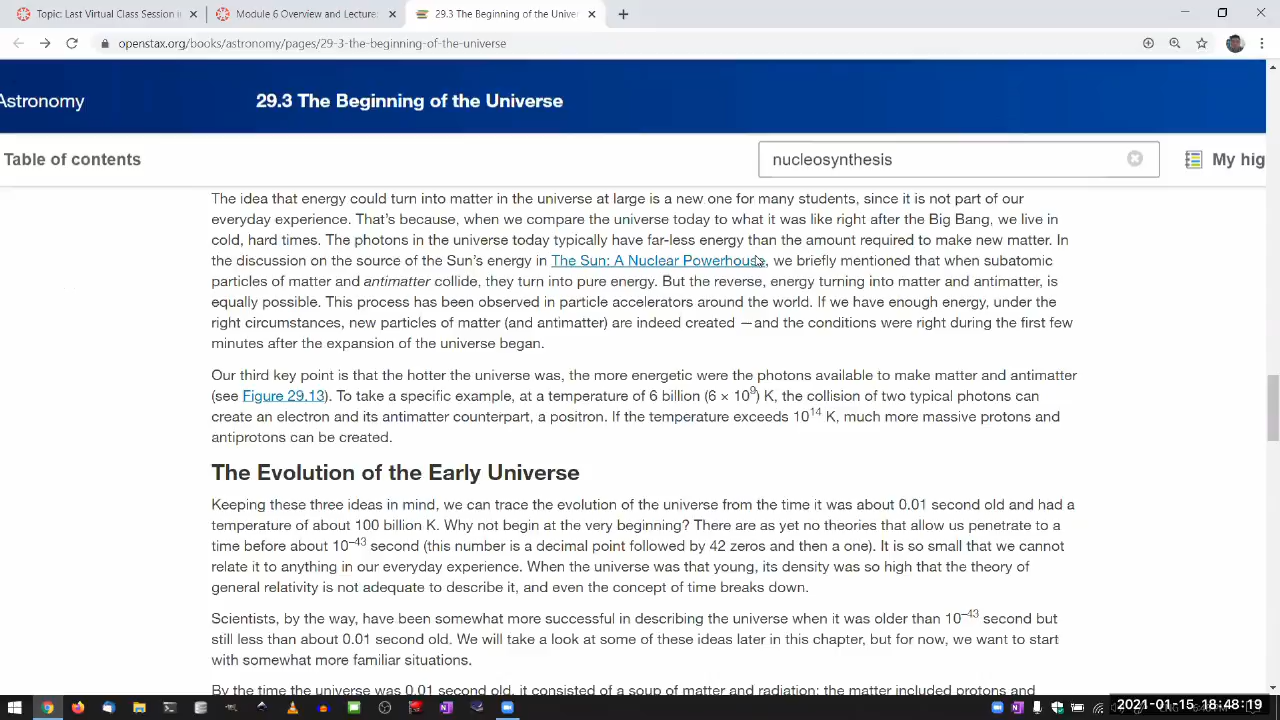 Topic: Last Virtual Class Session i
Module 6 Overview and Lecture:
29.3 The Beginning of the Univer
openstax.org/books/astronomy/pages/29-3-the-beginning-of-the-universe
Astronomy
29.3 The Beginning of the Universe
Table of contents
nucleosynthesis
My hig
The idea that energy could turn into matter in the universe at large is a new one for many students, since it is not part of our
everyday experience. That's because, when we compare the universe today to what it was like right after the Big Bang, we live in
cold, hard times. The photons in the universe today typically have far-less energy than the amount required to make new matter. In
the discussion on the source of the Sun's energy in The Sun: A Nuclear Powerhouse, we briefly mentioned that when subatomic
particles of matter and antimatter collide, they turn into pure energy. But the reverse, energy turning into matter and antimatter, is
equally possible. This process has been observed in particle accelerators around the world. If we have enough energy, under the
right circumstances, new particles of matter (and antimatter) are indeed created —and the conditions were right during the first few
minutes after the expansion of the universe began.
Our third key point is that the hotter the universe was, the more energetic were the photons available to make matter and antimatter
(see Figure 29.13). To take a specific example, at a temperature of 6 billion (6 × 10⁹) K, the collision of two typical photons can
create an electron and its antimatter counterpart, a positron. If the temperature exceeds 10¹⁴ K, much more massive protons and
antiprotons can be created.
The Evolution of the Early Universe
Keeping these three ideas in mind, we can trace the evolution of the universe from the time it was about 0.01 second old and had a
temperature of about 100 billion K. Why not begin at the very beginning? There are as yet no theories that allow us penetrate to a
time before about 10⁻⁴³ second (this number is a decimal point followed by 42 zeros and then a one). It is so small that we cannot
relate it to anything in our everyday experience. When the universe was that young, its density was so high that the theory of
general relativity is not adequate to describe it, and even the concept of time breaks down.
Scientists, by the way, have been somewhat more successful in describing the universe when it was older than 10⁻⁴³ second but
still less than about 0.01 second old. We will take a look at some of these ideas later in this chapter, but for now, we want to start
with somewhat more familiar situations.
By the time the universe was 0.01 second old, it consisted of a soup of matter and radiation; the matter included protons and
2021-01-15 18:48:19